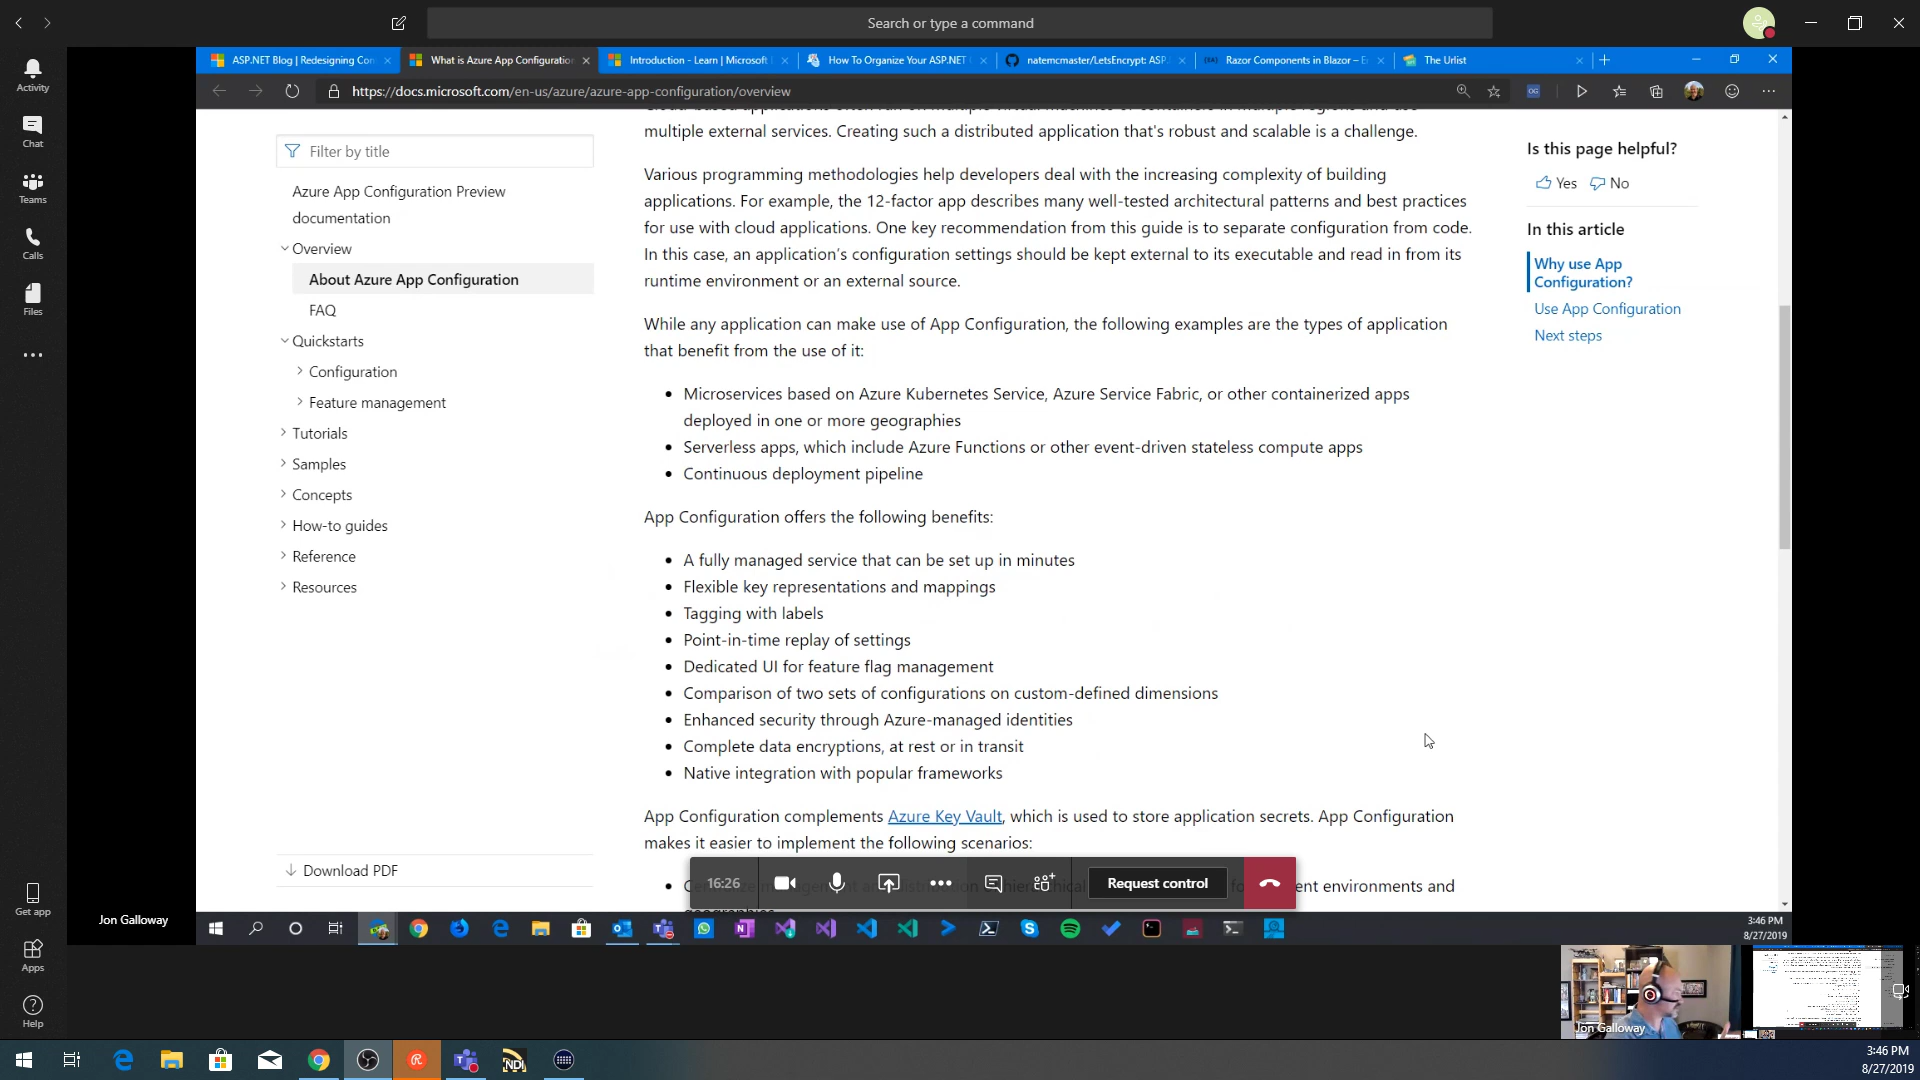 Search or type a command
Activity
Chat
Teams
Calls
Files
Get app
Apps
Help
ASP.NET Blog | Redesigning Con
What is Azure App Configuration
Introduction - Learn | Microsoft
How To Organize Your ASP.NET
natemcmaster/LetsEncrypt: ASP.
Razor Components in Blazor – E
The Urlist
https://docs.microsoft.com/en-us/azure/azure-app-configuration/overview
Filter by title
Azure App Configuration Preview
documentation
Overview
About Azure App Configuration
FAQ
Quickstarts
Configuration
Feature management
Tutorials
Samples
Concepts
How-to guides
Reference
Resources
Download PDF
multiple external services. Creating such a distributed application that's robust and scalable is a challenge.
Various programming methodologies help developers deal with the increasing complexity of building
applications. For example, the 12-factor app describes many well-tested architectural patterns and best practices
for use with cloud applications. One key recommendation from this guide is to separate configuration from code.
In this case, an application's configuration settings should be kept external to its executable and read in from its
runtime environment or an external source.
While any application can make use of App Configuration, the following examples are the types of application
that benefit from the use of it:
• Microservices based on Azure Kubernetes Service, Azure Service Fabric, or other containerized apps
deployed in one or more geographies
• Serverless apps, which include Azure Functions or other event-driven stateless compute apps
• Continuous deployment pipeline
App Configuration offers the following benefits:
• A fully managed service that can be set up in minutes
• Flexible key representations and mappings
• Tagging with labels
• Point-in-time replay of settings
• Dedicated UI for feature flag management
• Comparison of two sets of configurations on custom-defined dimensions
• Enhanced security through Azure-managed identities
• Complete data encryptions, at rest or in transit
• Native integration with popular frameworks
App Configuration complements Azure Key Vault, which is used to store application secrets. App Configuration
makes it easier to implement the following scenarios:
ent environments and
Is this page helpful?
Yes No
In this article
Why use App
Configuration?
Use App Configuration
Next steps
16:26
Request control
Jon Galloway
3:46 PM
8/27/2019
Jon Galloway
3:46 PM
8/27/2019